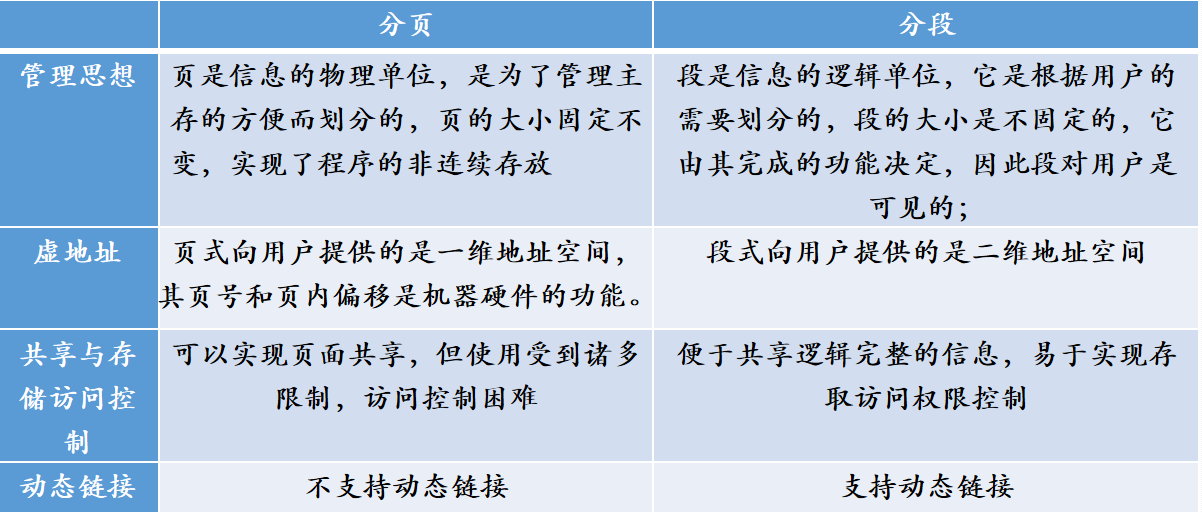 分页
分段
管理思想
页是信息的物理单位，是为了管理主
存的方便而划分的，页的大小固定不
变，实现了程序的非连续存放
段是信息的逻辑单位，它是根据用户的
需要划分的，段的大小是不固定的，它
由其完成的功能决定，因此段对用户是
可见的；
虚地址
页式向用户提供的是一维地址空间，
其页号和页内偏移是机器硬件的功能。
段式向用户提供的是二维地址空间
共享与存
储访问控
制
可以实现页面共享，但使用受到诸多
限制，访问控制困难
便于共享逻辑完整的信息，易于实现存
取访问权限控制
动态链接
不支持动态链接
支持动态链接